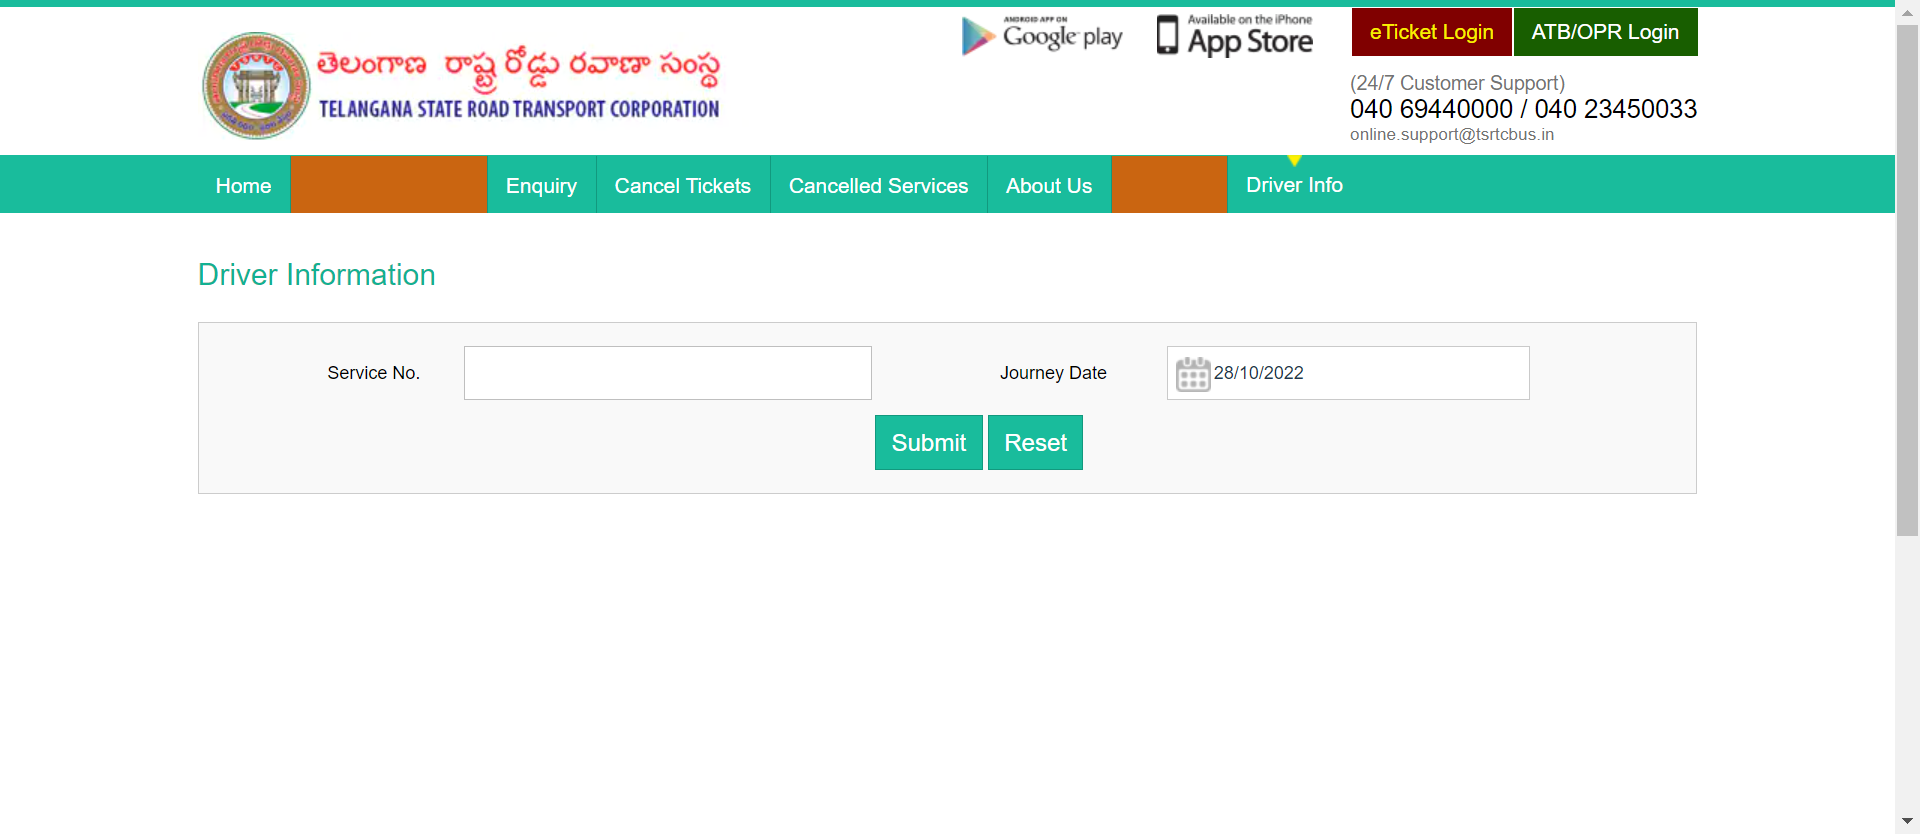 ANDROID APP ON
Google play
Available on the iPhone
App Store
eTicket Login
ATB/OPR Login
తెలంగాణ రాష్ట్ర రోడ్డు రవాణా సంస్థ
TELANGANA STATE ROAD TRANSPORT CORPORATION
(24/7 Customer Support)
040 69440000 / 040 23450033
online.support@tsrtcbus.in
Home
Enquiry
Cancel Tickets
Cancelled Services
About Us
Driver Info
Driver Information
Service No.
Journey Date
28/10/2022
Submit
Reset